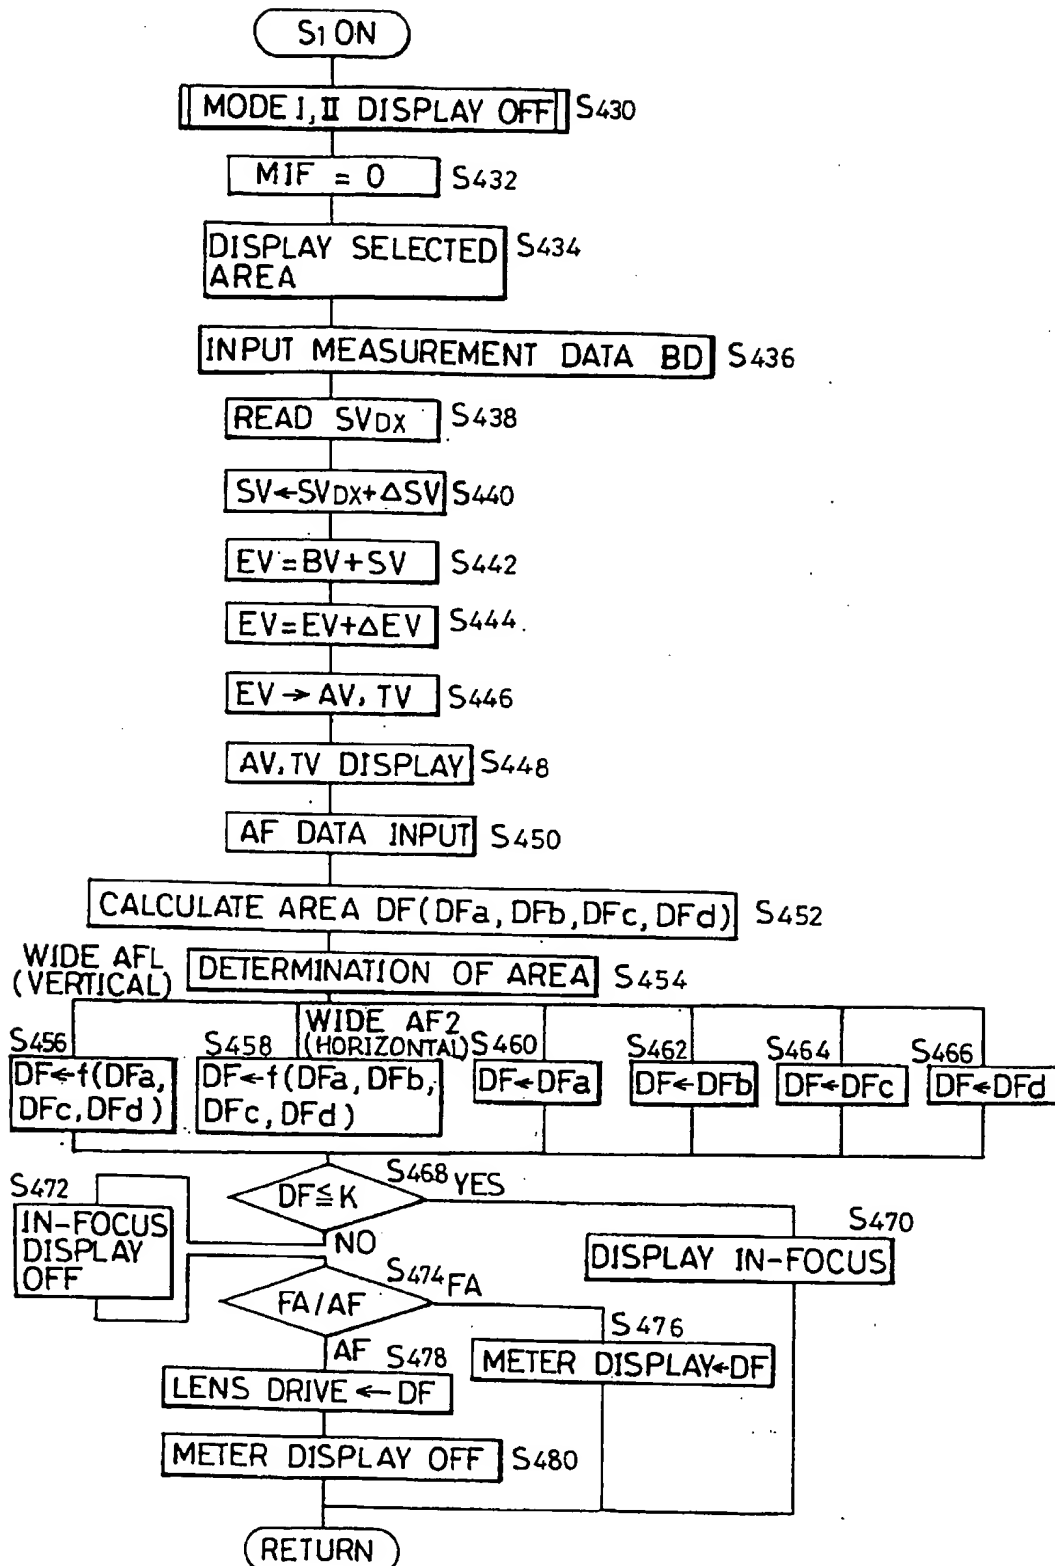 S1 ON
MODE I, II DISPLAY OFF S430
MIF = 0 S432
DISPLAY SELECTED S434
AREA
INPUT MEASUREMENT DATA BD S436
READ SVDX S438
SV←SVDX+△SV S440
EV=BV+SV S442
EV=EV+△EV S444
EV→AV, TV S446
AV, TV DISPLAY S448
AF DATA INPUT S450
CALCULATE AREA DF(DFa, DFb, DFc, DFd) S452
WIDE AFL
(VERTICAL)
DETERMINATION OF AREA S454
S456
DF←f(DFa,
DFc, DFd)
WIDE AF2
(HORIZONTAL)
S458
DF←f(DFa, DFb,
DFc, DFd)
S460
DF←DFa
S462
DF←DFb
S464
DF←DFc
S466
DF←DFd
S468
DF≦K
YES
NO
S470
DISPLAY IN-FOCUS
S472
IN-FOCUS
DISPLAY
OFF
S474
FA/AF
FA
AF
S476
METER DISPLAY←DF
S478
LENS DRIVE ← DF
METER DISPLAY OFF S480
RETURN